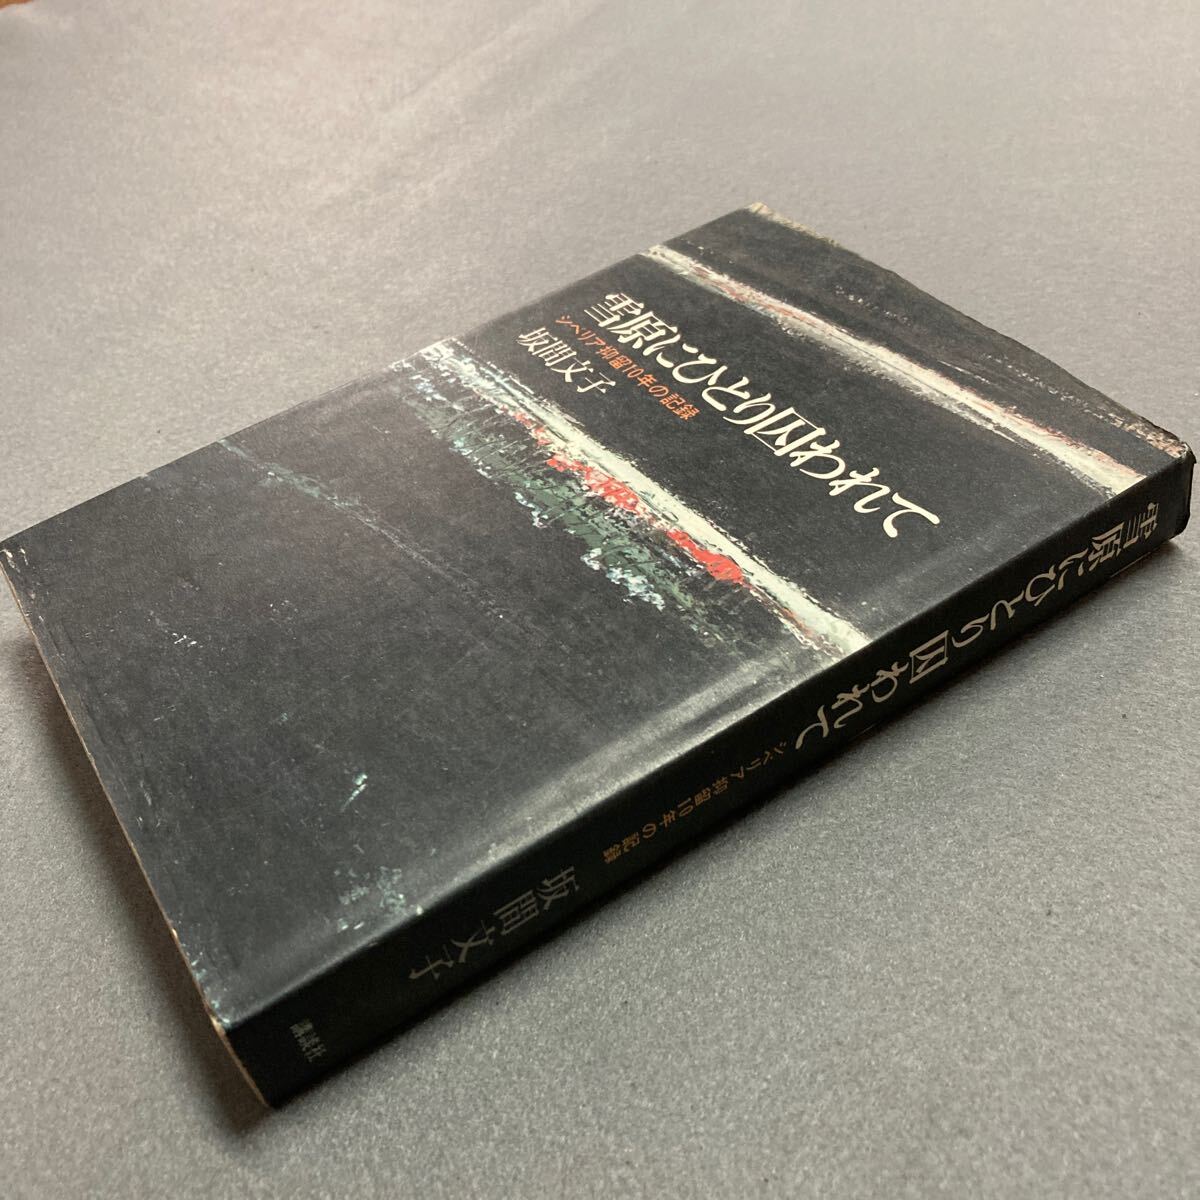 雪原にひとり囚われて
シベリア抑留10年の記録
坂間文子
雪原にひとり囚われて シベリア抑留10年の記録 坂間文子 講談社